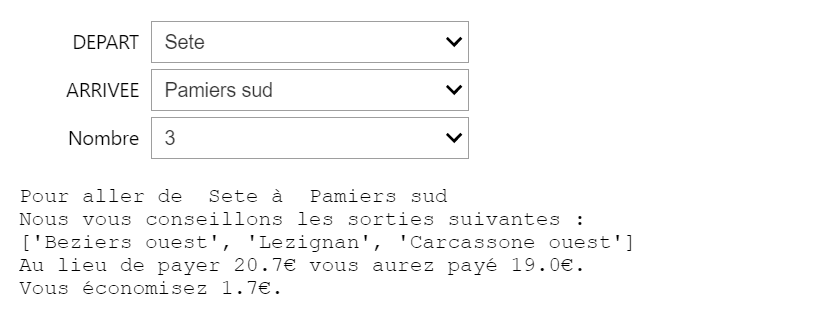 DEPART Sete
ARRIVEE Pamiers sud
Nombre 3
Pour aller de  Sete à  Pamiers sud
Nous vous conseillons les sorties suivantes :
['Beziers ouest', 'Lezignan', 'Carcassone ouest']
Au lieu de payer 20.7€ vous aurez payé 19.0€.
Vous économisez 1.7€.